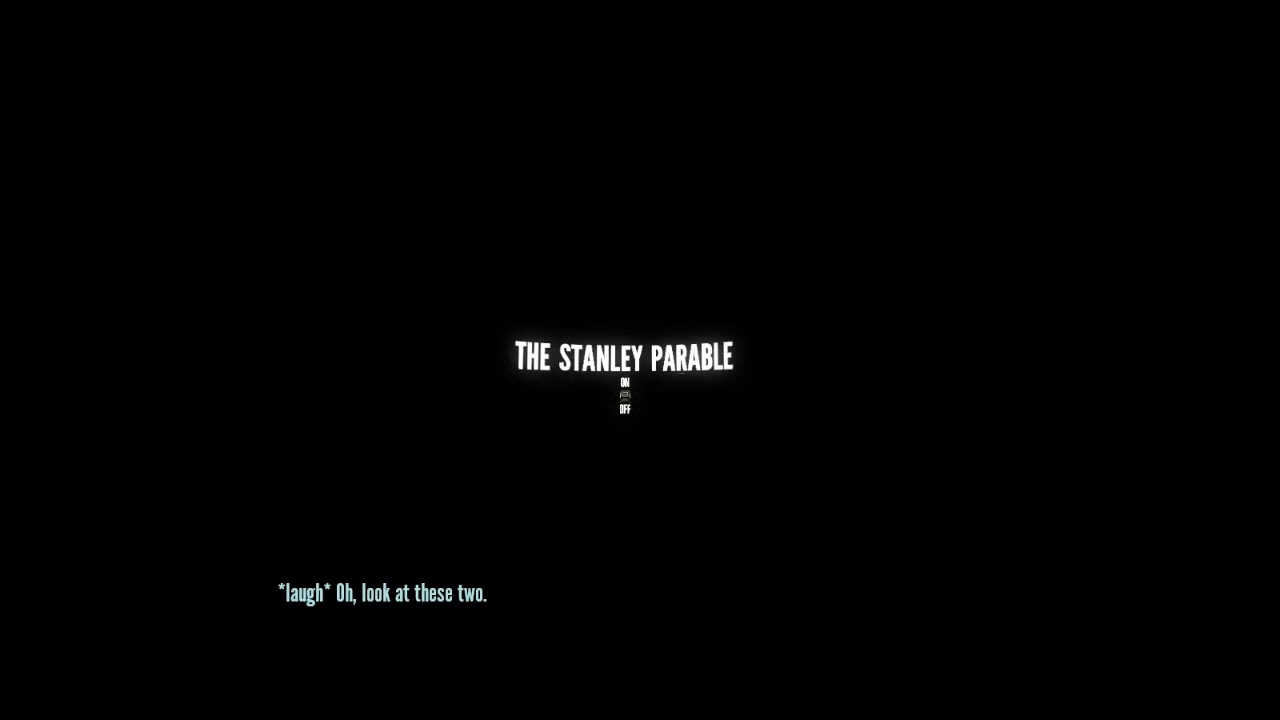 THE STANLEY PARABLE
ON
OFF
*laugh* Oh, look at these two.